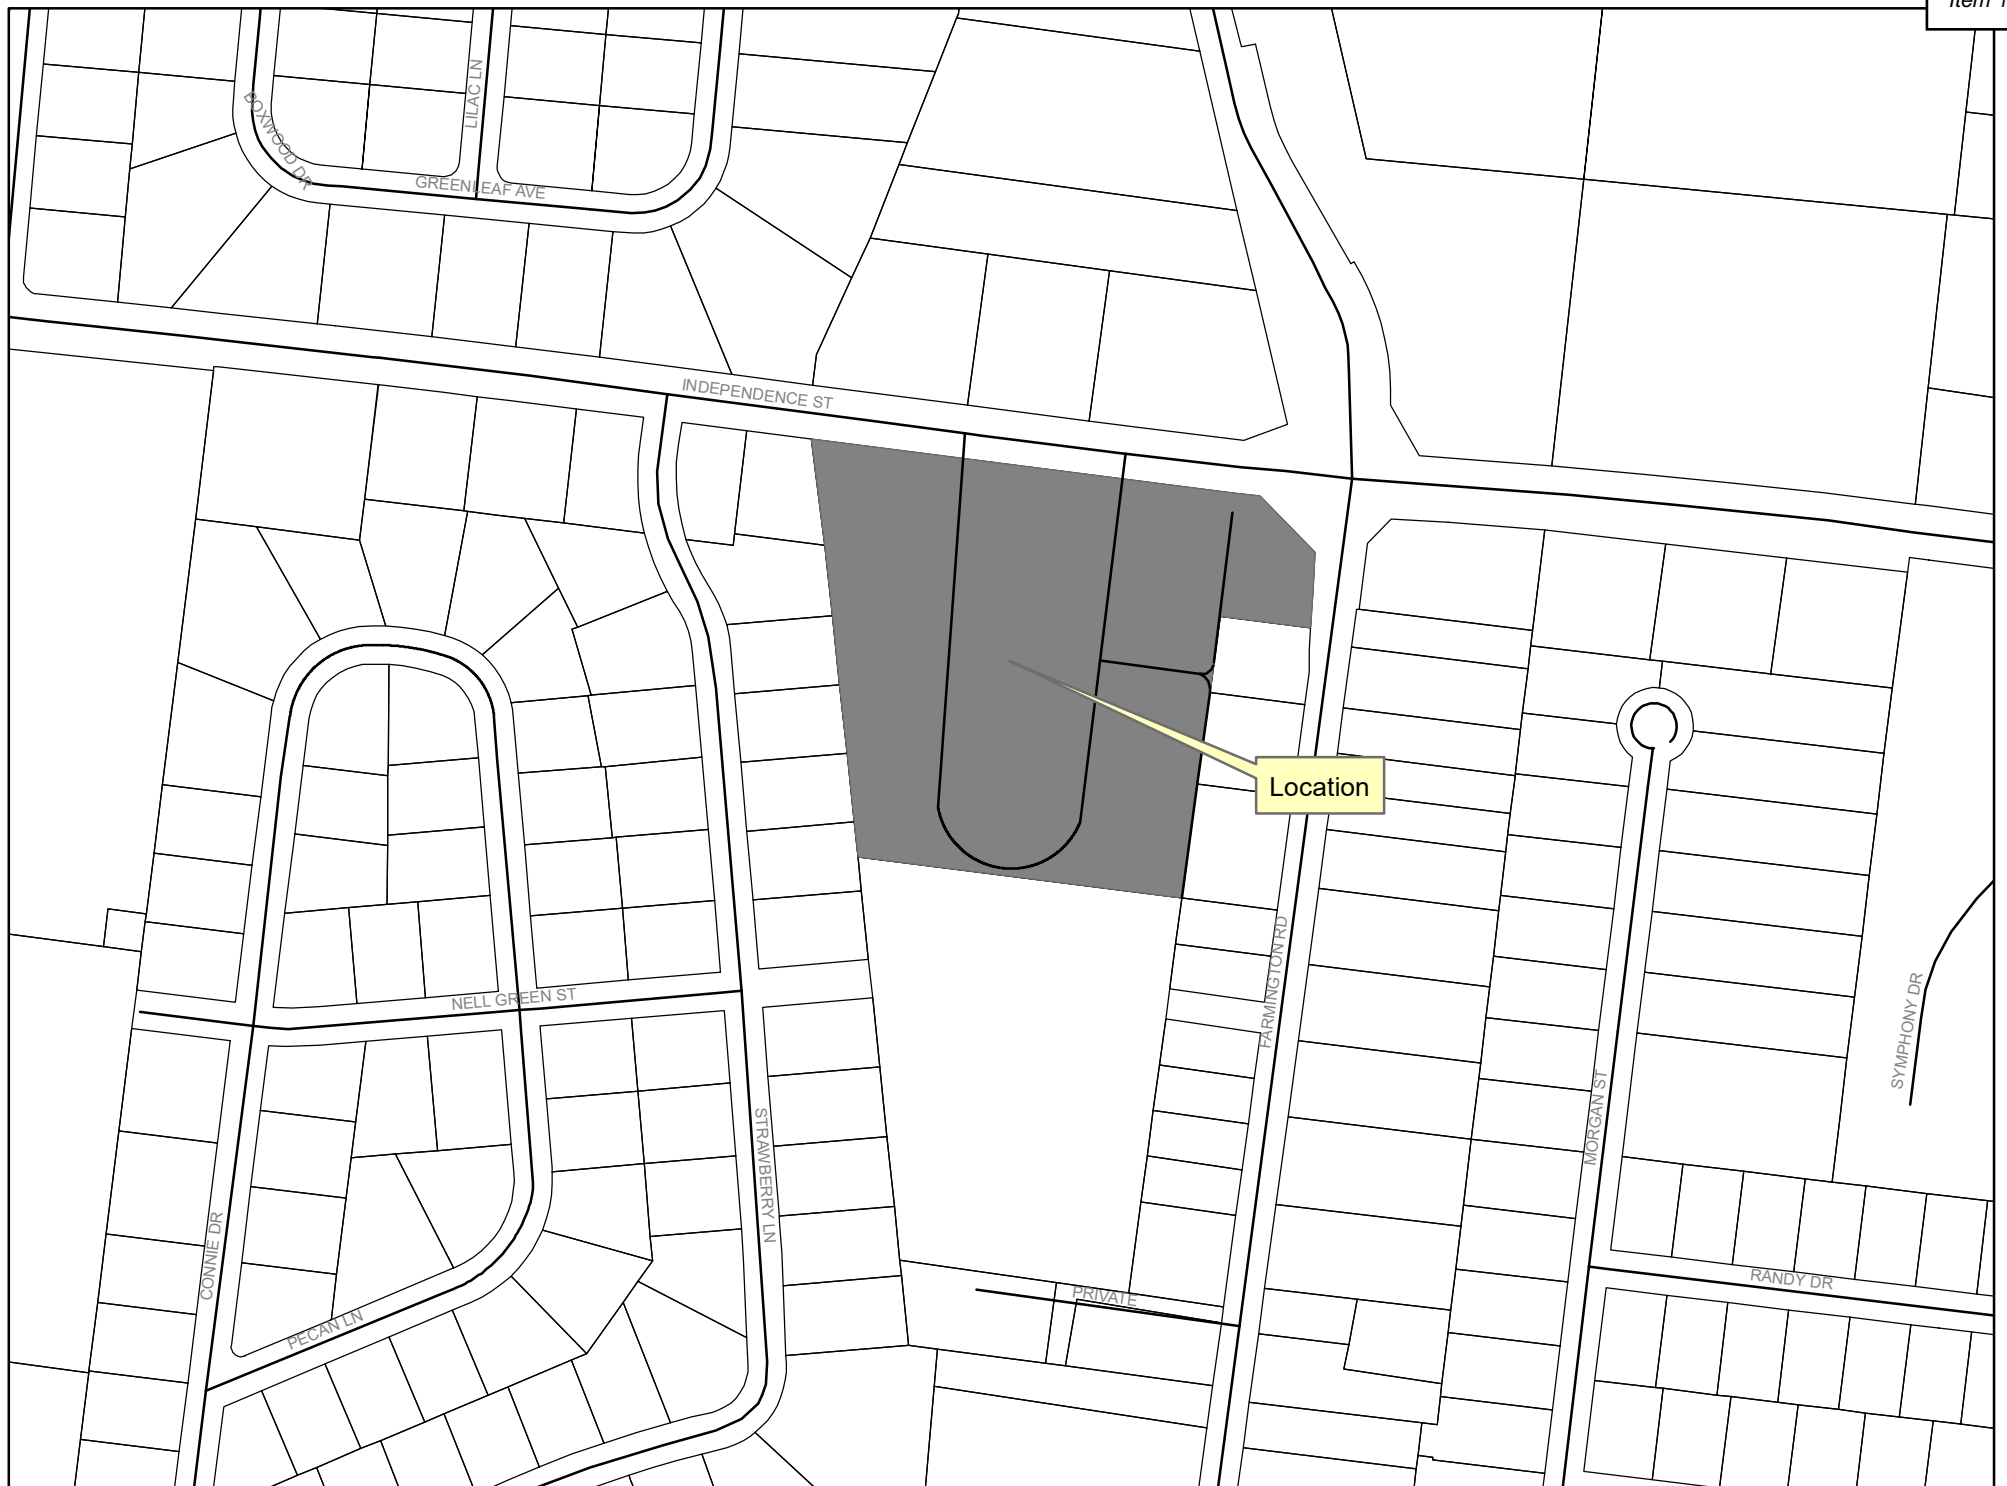 Item
LILAC LN
BOXWOOD DR
GREENLEAF AVE
INDEPENDENCE ST
Location
FARMINGTON RD
SYMPHONY DR
NELL GREEN ST
MORGAN ST
STRAWBERRY LN
CONNIE DR
RANDY DR
PRIVATE
PECAN LN